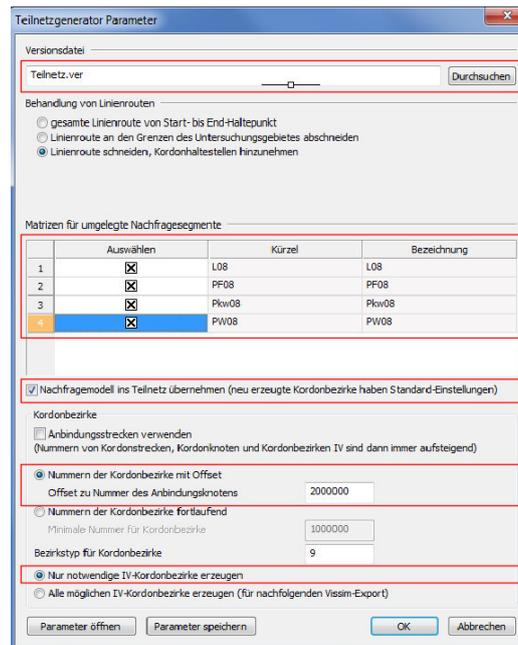 Teilnetzgenerator Parameter
Versionsdatei
Teilnetz.ver
Durchsuchen
Behandlung von Linienrouten
gesamte Linienroute von Start- bis End-Haltepunkt
Linienroute an den Grenzen des Untersuchungsgebietes abschneiden
Linienroute schneiden, Kordonhaltestellen hinzunehmen
Matrizen für umgelegte Nachfragesegmente
Auswählen Kürzel Bezeichnung
1 L08 L08
2 PF08 PF08
3 Pkw08 Pkw08
4 PW08 PW08
Nachfragemodell ins Teilnetz übernehmen (neu erzeugte Kordonbezirke haben Standard-Einstellungen)
Kordonbezirke
Anbindungsstrecken verwenden
(Nummern von Kordonstrecken, Kordonknoten und Kordonbezirken IV sind dann immer aufsteigend)
Nummern der Kordonbezirke mit Offset
Offset zu Nummer des Anbindungsknotens 2000000
Nummern der Kordonbezirke fortlaufend
Minimale Nummer für Kordonbezirke 1000000
Bezirkstyp für Kordonbezirke 9
Nur notwendige IV-Kordonbezirke erzeugen
Alle möglichen IV-Kordonbezirke erzeugen (für nachfolgenden Vissim-Export)
Parameter öffnen Parameter speichern OK Abbrechen